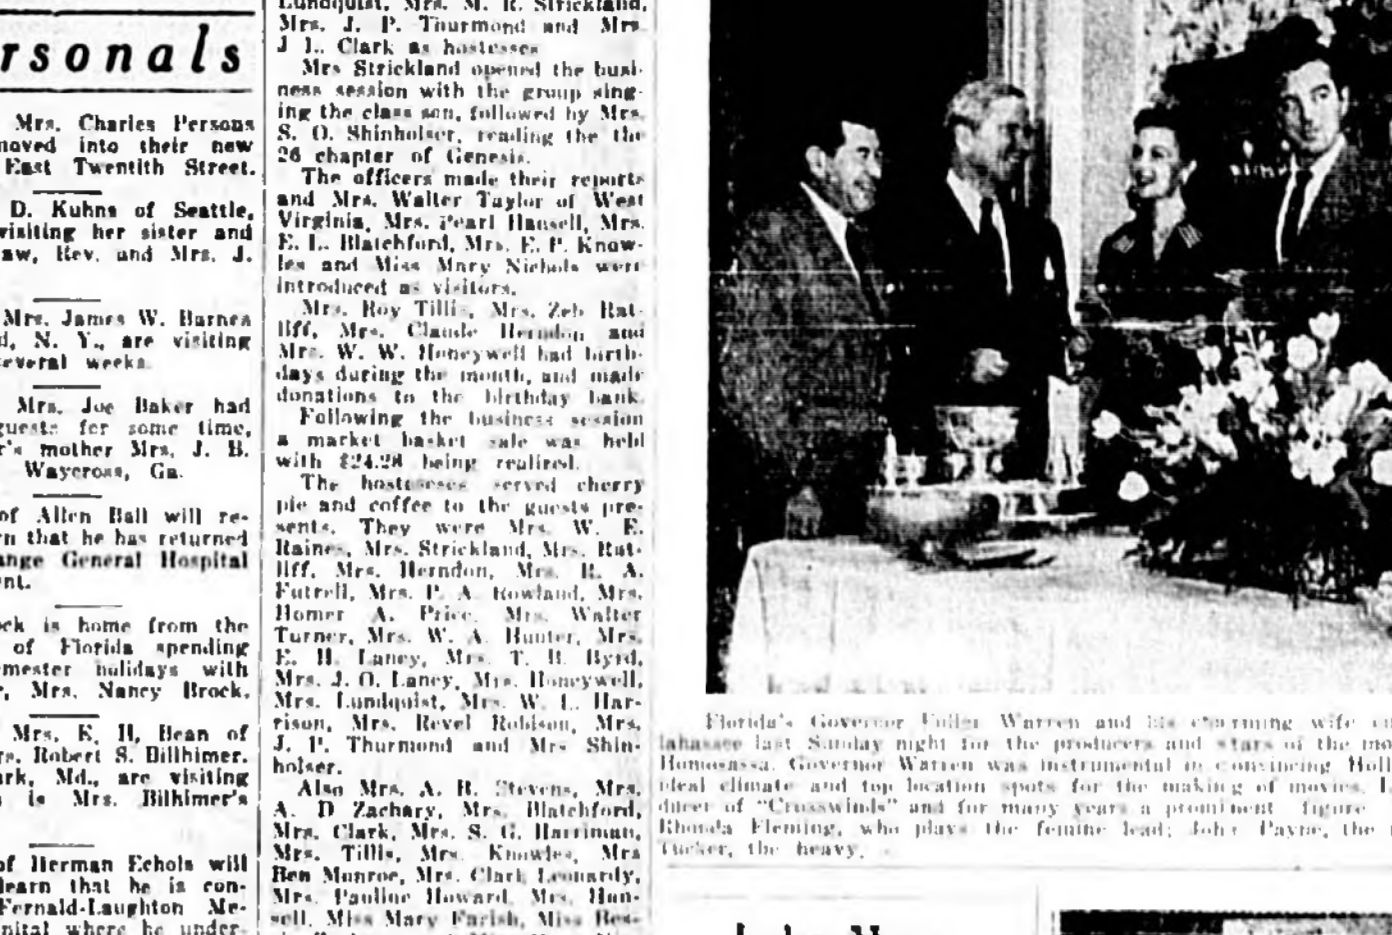 rsonals
Mrs. Charles Persons
moved into their new
East Twentith Street.
D. Kuhns of Seattle,
visiting her sister and
aw, Rev. and Mrs. J.
Mrs. James W. Barnes
d, N. Y., are visiting
several weeks.
Mrs. Joe Baker had
guests for some time,
r's mother Mrs. J. B.
Waycross, Ga.
of Allen Ball will re-
rn that he has returned
ange General Hospital
nt.
ck is home from the
of Florida spending
mester holidays with
Mrs. Nancy Brock.
Mrs. E. H. Bean of
rs. Robert S. Billhimer.
ark, Md., are visiting
is Mrs. Bilhimer's
of Herman Echols will
learn that he is con-
Fernald-Laughton Me-
pital where he under-
Lundquist, Mrs. M. R. Strickland,
Mrs. J. P. Thurmond and Mrs.
J L. Clark as hostesses
Mrs Strickland opened the busi-
ness session with the group sing-
ing the class son, followed by Mrs.
S. O. Shinholser, reading the the
26 chapter of Genesis.
The officers made their reports
and Mrs. Walter Taylor of West
Virginia, Mrs. Pearl Hansell, Mrs.
E. L. Blatchford, Mrs. E. P. Know-
les and Miss Mary Nichols were
introduced as visitors.
Mrs. Roy Tillis, Mrs. Zeb Rat-
liff, Mrs. Claude Herndon and
Mrs. W. W. Honeywell had birth-
days during the month, and made
donations to the birthday bank.
Following the business session
a market basket sale was held
with $24.28 being realized.
The hostesses served cherry
pie and coffee to the guests pre-
sents. They were Mrs. W. E.
Raines, Mrs. Strickland, Mrs. Rat-
liff, Mrs. Herndon, Mrs. R. A.
Futrell, Mrs. P. A. Rowland, Mrs.
Homer A. Price, Mrs. Walter
Turner, Mrs. W. A. Hunter, Mrs.
E. H. Laney, Mrs. T. B. Byrd,
Mrs. J. O. Laney, Mrs. Honeywell,
Mrs. Lundquist, Mrs. W. L. Har-
rison, Mrs. Revel Robison, Mrs.
J. P. Thurmond and Mrs Shin-
holser.
Also Mrs. A. B. Stevens, Mrs.
A. D Zachary, Mrs. Blatchford,
Mrs. Clark, Mrs. S. G. Harriman,
Mrs. Tillis, Mrs. Knowles, Mrs
Ben Monroe, Mrs. Clark Leonardy,
Mrs. Pauline Howard, Mrs. Han-
sell, Miss Mary Farish, Miss Bes-
Florida's Governor Fuller Warren and his charming wife
lahassee last Sunday night for the producers and stars of the mo
Homosassa. Governor Warren was instrumental in convincing Holl
ideal climate and top location spots for the making of movies.
ducer of "Crosswinds" and for many years a prominent figure
Rhonda Fleming, who plays the femine lead; John Payne, the
Tucker, the heavy.